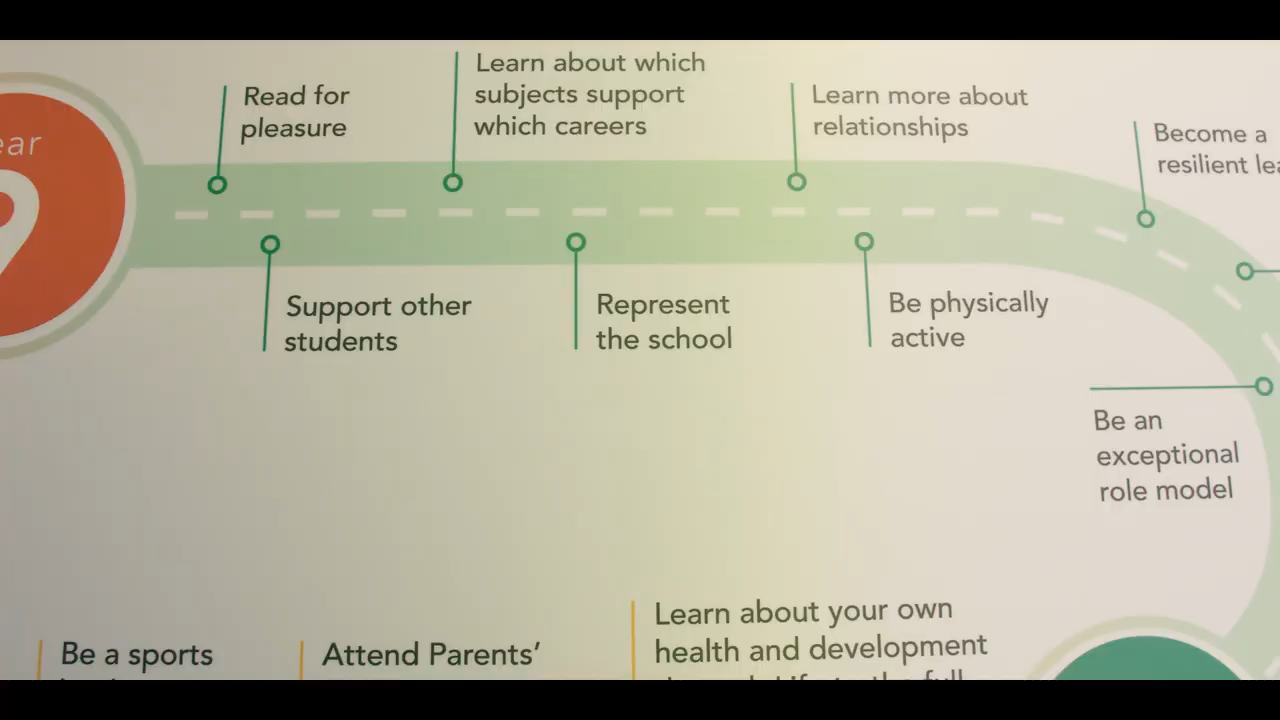 ear
9
Read for
pleasure
Learn about which
subjects support
which careers
Learn more about
relationships
Become a
resilient
Support other
students
Represent
the school
Be physically
active
Be an
exceptional
role model
Be a sports
Attend Parents’
Learn about your own
health and development